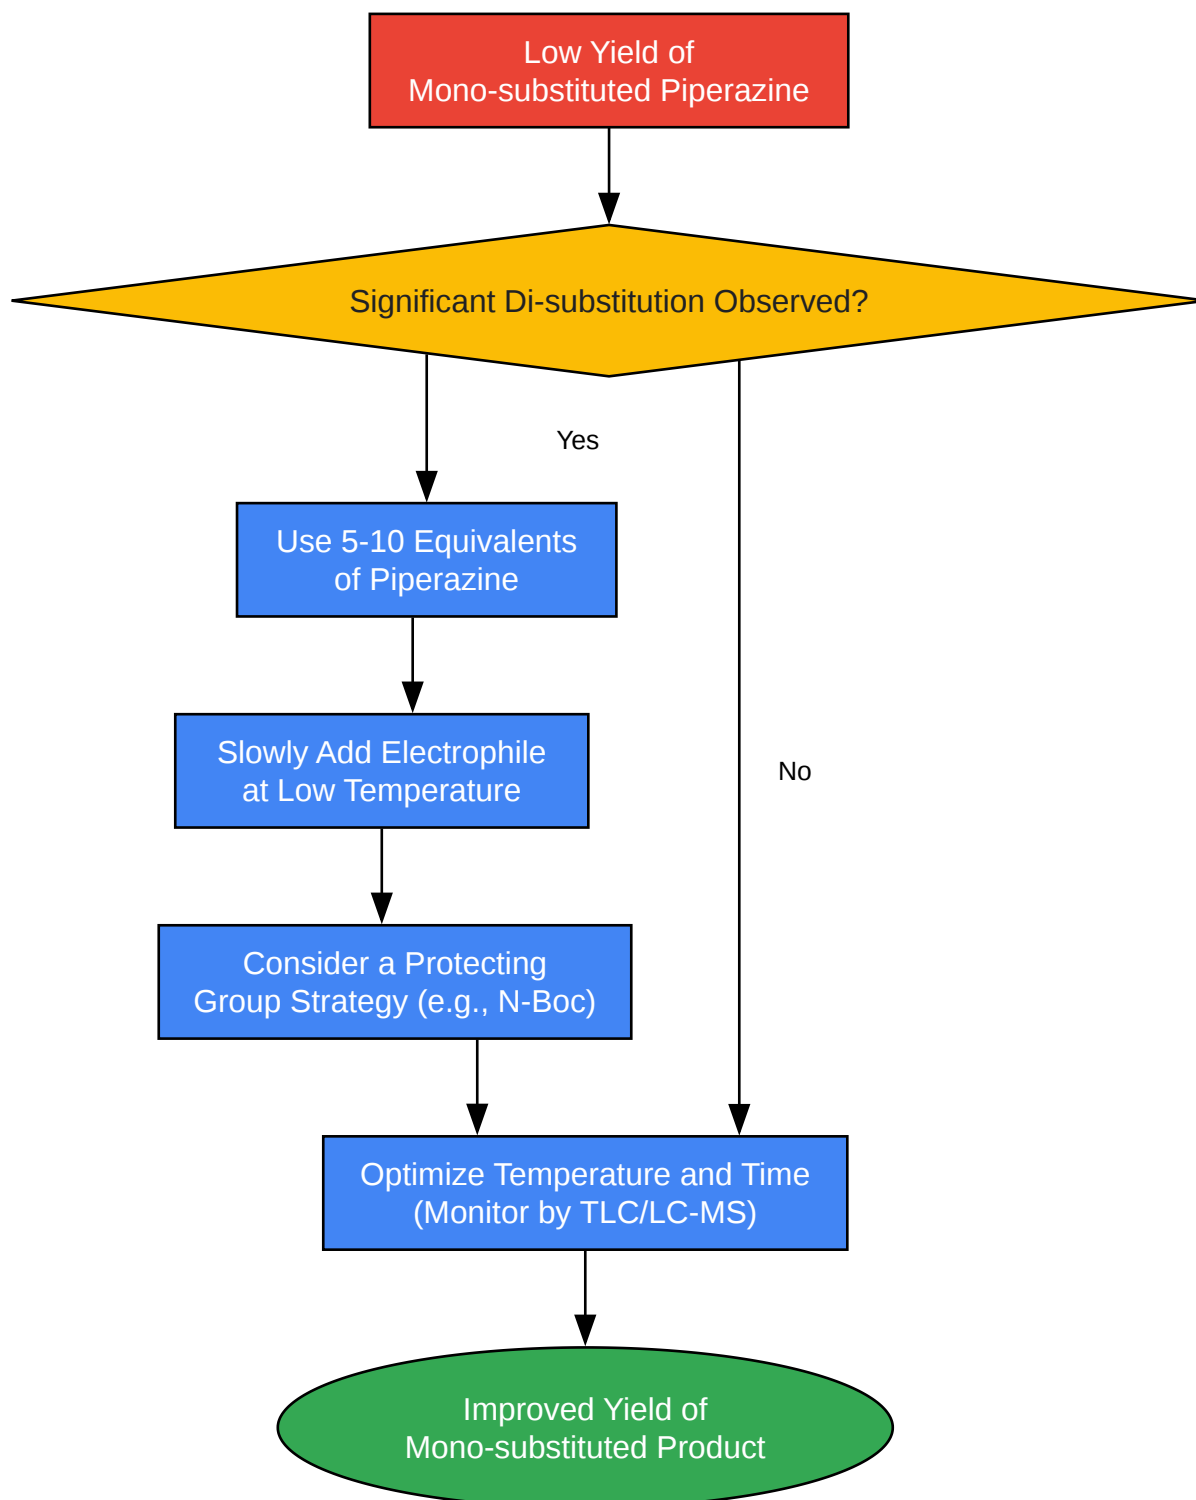 Low Yield of
Mono-substituted Piperazine
Significant Di-substitution Observed?
Yes
Use 5-10 Equivalents
of Piperazine
Slowly Add Electrophile
at Low Temperature
No
Consider a Protecting
Group Strategy (e.g., N-Boc)
Optimize Temperature and Time
(Monitor by TLC/LC-MS)
Improved Yield of
Mono-substituted Product